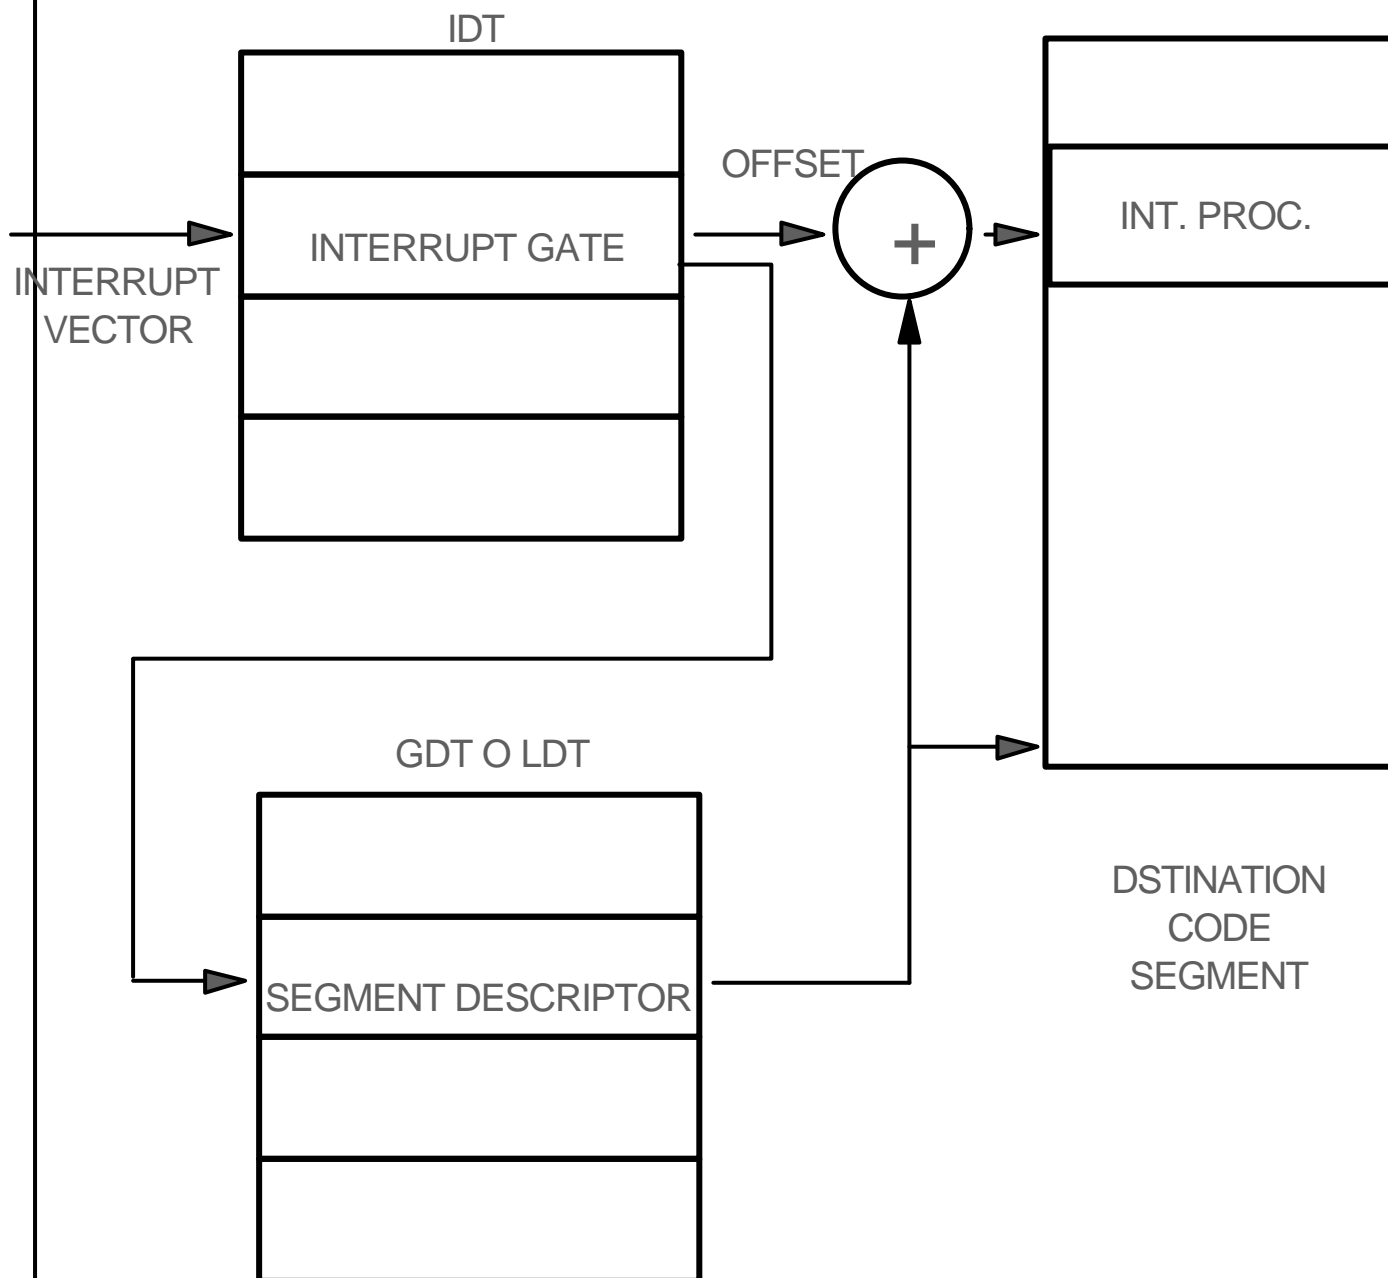 IDT
OFFSET
INT. PROC.
INTERRUPT GATE
+
INTERRUPT
VECTOR
GDT O LDT
SEGMENT DESCRIPTOR
DSTINATION
CODE
SEGMENT